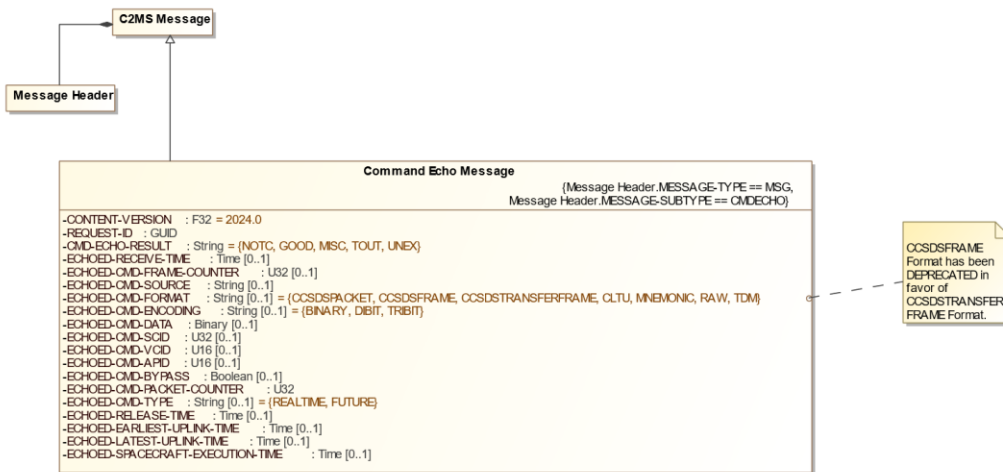 C2MS Message
Message Header
Command Echo Message
{Message Header.MESSAGE-TYPE == MSG,
Message Header.MESSAGE-SUBTYPE == CMDECHO}
-CONTENT-VERSION : F32 = 2024.0
-REQUEST-ID : GUID
-CMD-ECHO-RESULT : String = {NOTC, GOOD, MISC, TOUT, UNEX}
-ECHOED-RECEIVE-TIME : Time [0..1]
-ECHOED-CMD-FRAME-COUNTER : U32 [0..1]
-ECHOED-CMD-SOURCE : String [0..1]
-ECHOED-CMD-FORMAT : String [0..1] = {CCSDSPACKET, CCSDSFRAME, CCSDSTRANSFERFRAME, CLTU, MNEMONIC, RAW, TDM}
-ECHOED-CMD-ENCODING : String [0..1] = {BINARY, DIBIT, TRIBIT}
-ECHOED-CMD-DATA : Binary [0..1]
-ECHOED-CMD-SCID : U32 [0..1]
-ECHOED-CMD-VCID : U16 [0..1]
-ECHOED-CMD-APID : U16 [0..1]
-ECHOED-CMD-BYPASS : Boolean [0..1]
-ECHOED-CMD-PACKET-COUNTER : U32
-ECHOED-CMD-TYPE : String [0..1] = {REALTIME, FUTURE}
-ECHOED-RELEASE-TIME : Time [0..1]
-ECHOED-EARLIEST-UPLINK-TIME : Time [0..1]
-ECHOED-LATEST-UPLINK-TIME : Time [0..1]
-ECHOED-SPACECRAFT-EXECUTION-TIME : Time [0..1]
CCSDSFRAME
Format has been
DEPRECATED in
favor of
CCSDSTRANSFER
FRAME Format.